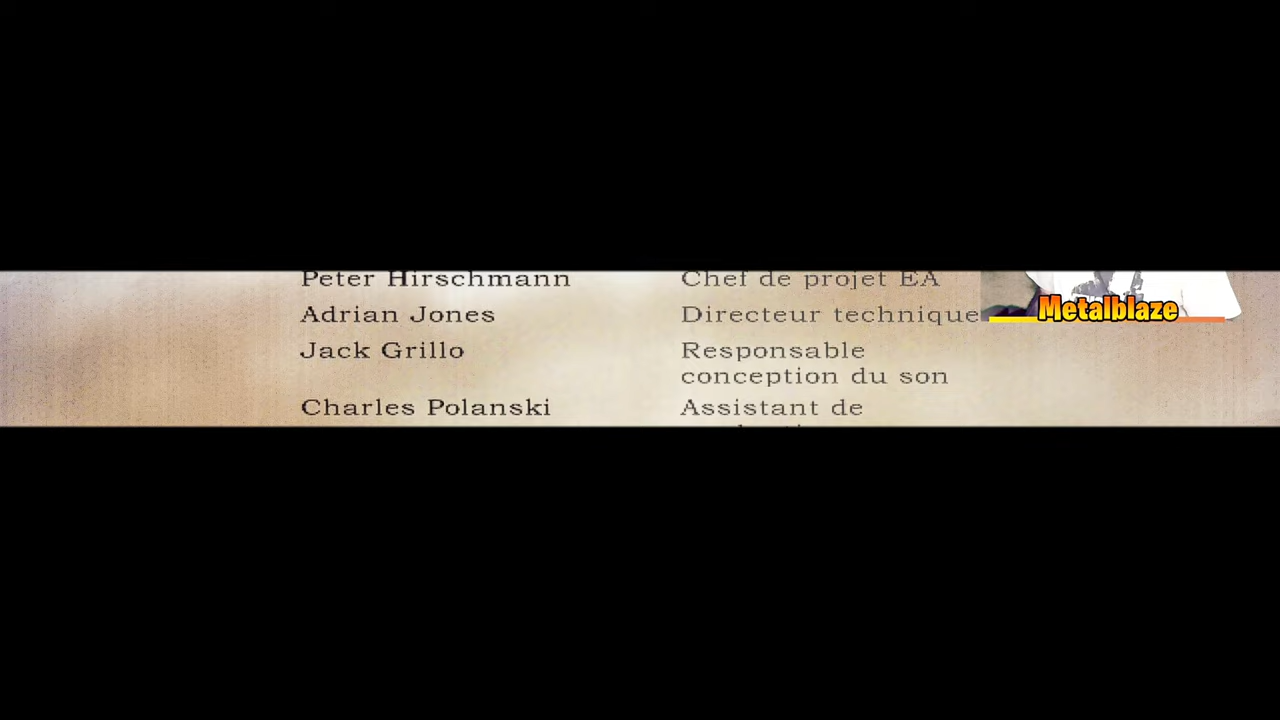 Peter Hirschmann Chef de projet EA
Adrian Jones Directeur technique
Metalblaze
Jack Grillo Responsable
conception du son
Charles Polanski Assistant de